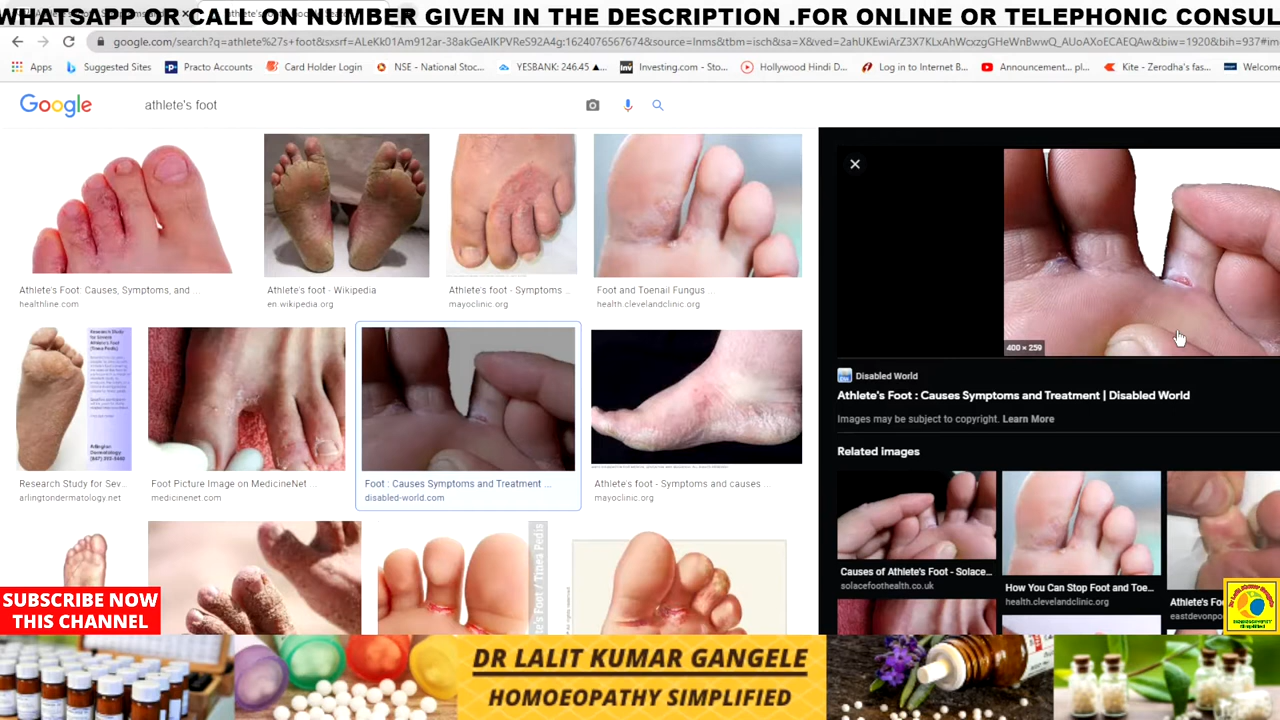 WHATSAPP OR CALL ON NUMBER GIVEN IN THE DESCRIPTION .FOR ONLINE OR TELEPHONIC CONSUL
google.com/search?q=athlete%27s+foot&sxsrf=ALeKk01Am912ar-38akGeAIKPVReS92A4g:1624076567674&source=lnms&tbm=isch&sa=X&ved=2ahUKEwiArZ3X7KLxAhWcxzgGHeWnBwwQ_AUoAXoECAEQAw&biw=1920&bih=937#im
Apps
Suggested Sites
Practo Accounts
Card Holder Login
NSE - National Stoc...
YESBANK: 246.45 ▲...
Investing.com - Sto...
Hollywood Hindi D...
Log in to Internet B...
Announcement... pl...
Kite - Zerodha's fas...
Welcome
Google
athlete's foot
Athlete's Foot: Causes, Symptoms, and ...
healthline.com
Athlete's foot - Wikipedia
en.wikipedia.org
Athlete's foot - Symptoms ...
mayoclinic.org
Foot and Toenail Fungus ...
health.clevelandclinic.org
Research Study for Sev...
arlingtondermatology.net
Foot Picture Image on MedicineNet ...
medicinenet.com
Foot : Causes Symptoms and Treatment ...
disabled-world.com
Athlete's foot - Symptoms and causes ...
mayoclinic.org
's Foot / Tinea Pedis
400 × 259
Disabled World
Athlete's Foot : Causes Symptoms and Treatment | Disabled World
Images may be subject to copyright. Learn More
Related images
Causes of Athlete's Foot - Solace...
solacefoothealth.co.uk
How You Can Stop Foot and Toe...
health.clevelandclinic.org
Athlete's Fo
eastdevonpo
SUBSCRIBE NOW
THIS CHANNEL
DR LALIT KUMAR GANGELE
HOMOEOPATHY SIMPLIFIED